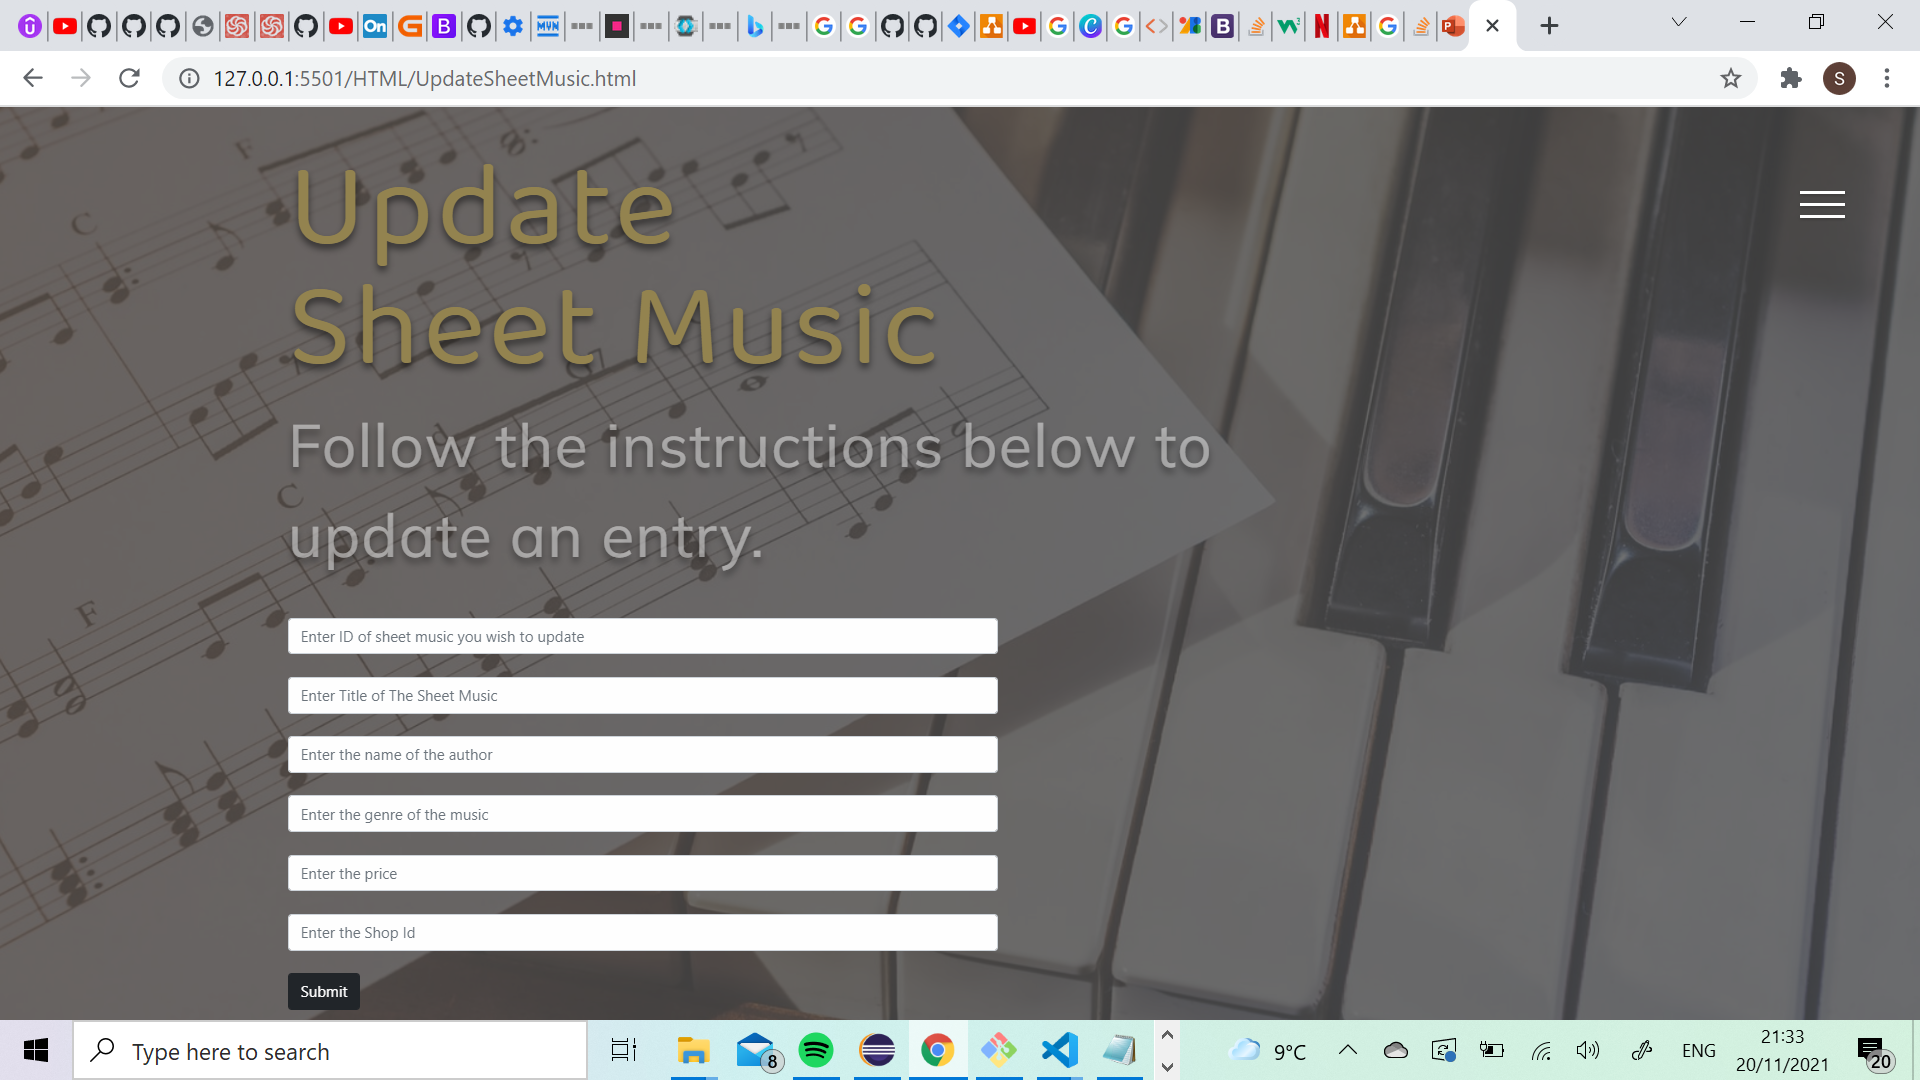 127.0.0.1:5501/HTML/UpdateSheetMusic.html
S
Update
Sheet Music
Follow the instructions below to
update an entry.
Enter ID of sheet music you wish to update
Enter Title of The Sheet Music
Enter the name of the author
Enter the genre of the music
Enter the price
Enter the Shop Id
Submit
Type here to search
8
9°C
ENG
21:33
20/11/2021
20